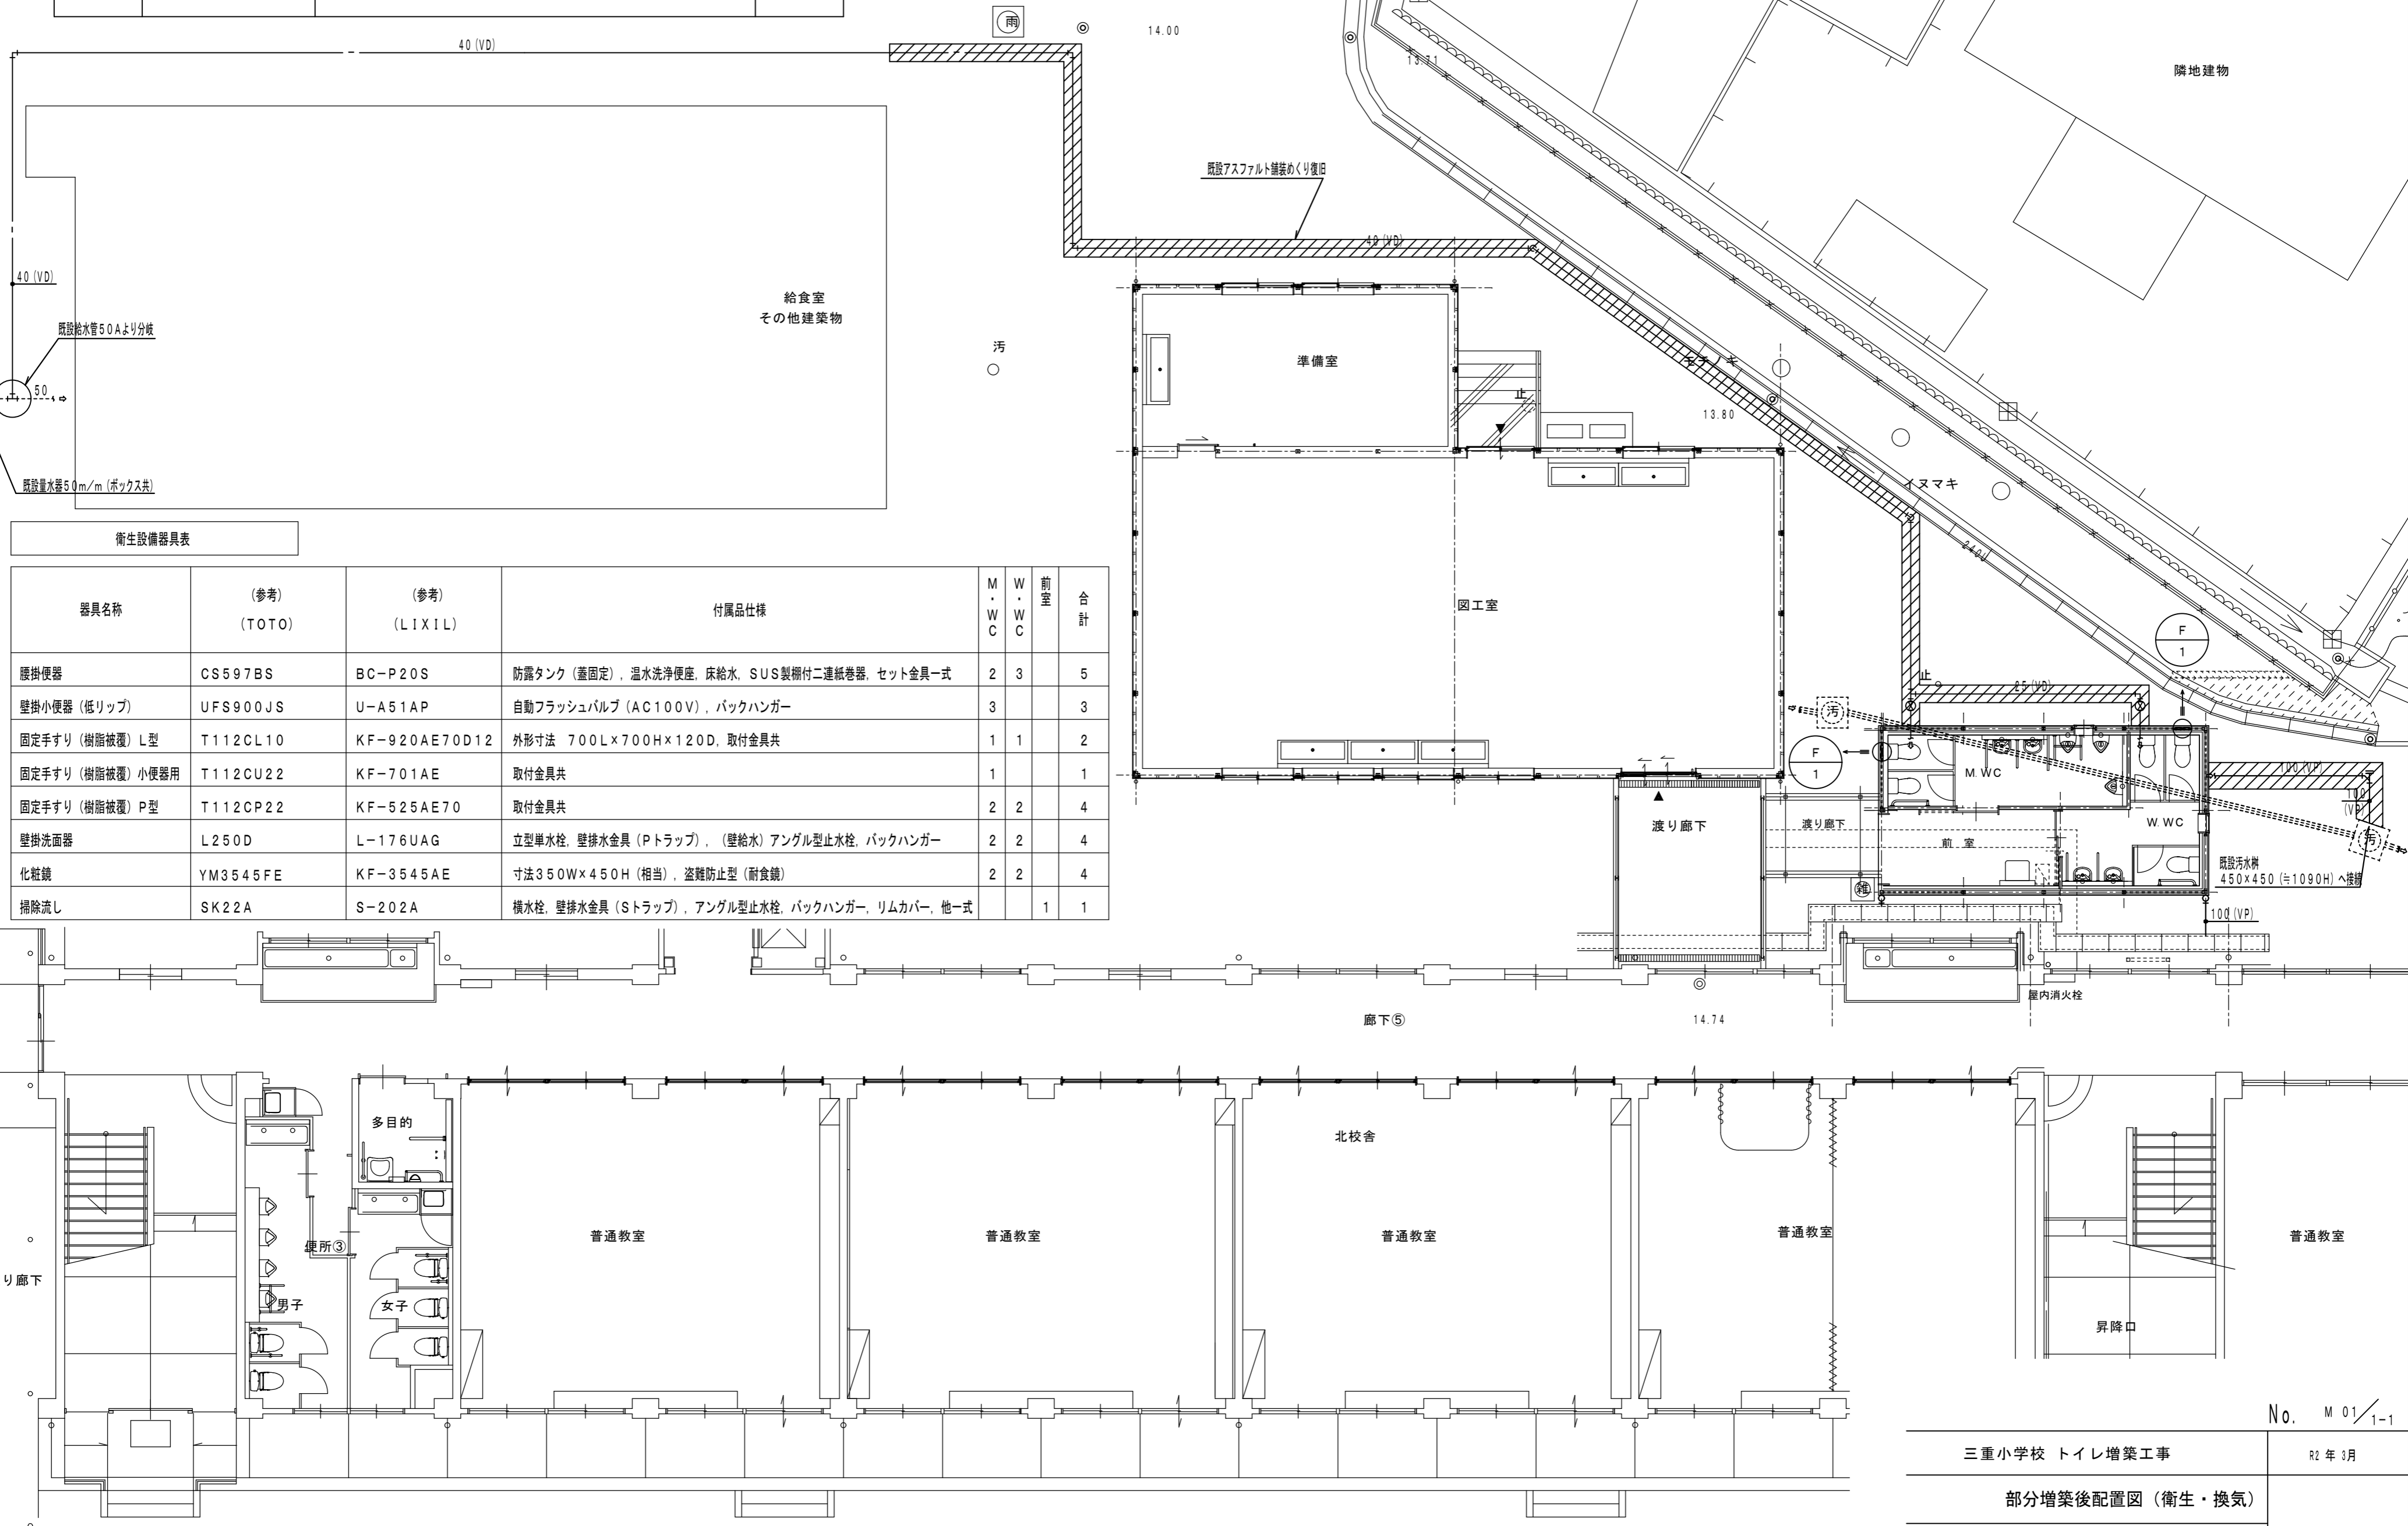 40(VD)
雨
14.00
13.71
隣地建物
既設アスファルト舗装めくり復旧
40(VD)
40(VD)
給食室
その他建築物
既設給水管50Aより分岐
50
汚
準備室
モチノキ
止
13.80
既設量水器50m/m(ボックス共)
イヌマキ
240U
衛生設備器具表
器具名称 (参考)(TOTO) (参考)(LIXIL) 付属品仕様 M・WC W・WC 前室 合計
腰掛便器 CS597BS BC-P20S 防露タンク(蓋固定), 温水洗浄便座, 床給水, SUS製棚付二連紙巻器, セット金具一式 2 3 5
壁掛小便器(低リップ) UFS900JS U-A51AP 自動フラッシュバルブ(AC100V), バックハンガー 3 3
固定手すり(樹脂被覆)L型 T112CL10 KF-920AE70D12 外形寸法 700L×700H×120D, 取付金具共 1 1 2
固定手すり(樹脂被覆)小便器用 T112CU22 KF-701AE 取付金具共 1 1
固定手すり(樹脂被覆)P型 T112CP22 KF-525AE70 取付金具共 2 2 4
壁掛洗面器 L250D L-176UAG 立型単水栓, 壁排水金具(Pトラップ), (壁給水)アングル型止水栓, バックハンガー 2 2 4
化粧鏡 YM3545FE KF-3545AE 寸法350W×450H(相当), 盗難防止型(耐食鏡) 2 2 4
掃除流し SK22A S-202A 横水栓, 壁排水金具(Sトラップ), アングル型止水栓, バックハンガー, リムカバー, 他一式 1 1
図工室
F
1
止
25(VD)
汚
F
1
M.WC
100(VP)
100
(VP)
渡り廊下
渡り廊下
前 室
W.WC
汚
既設汚水桝
450×450(≒1090H)へ接続
雑
100(VP)
屋内消火栓
廊下⑤
14.74
多目的
北校舎
便所③
普通教室
普通教室
普通教室
普通教室
普通教室
り廊下
男子
女子
昇降口
No. M 01/1-1
三重小学校 トイレ増築工事
R2 年 3月
部分増築後配置図(衛生・換気)